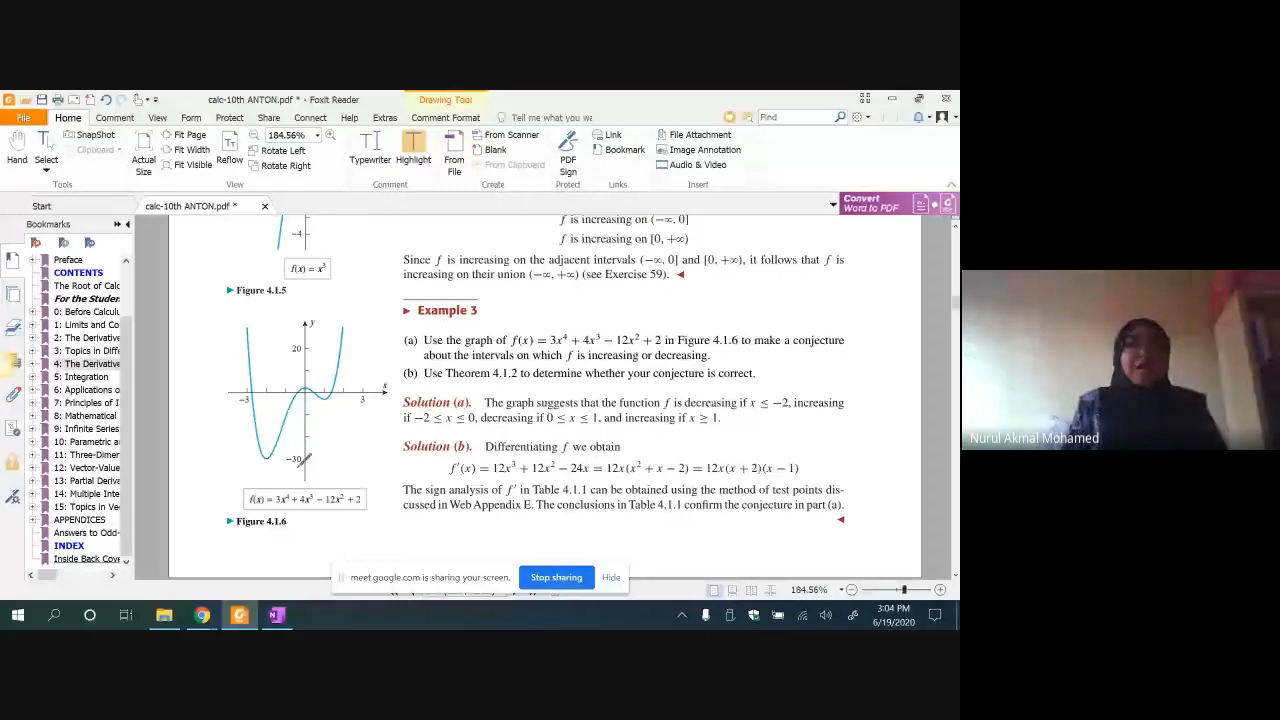 calc-10th ANTON.pdf * - Foxit Reader
Drawing Tool
File
Home
Comment
View
Form
Protect
Share
Connect
Help
Extras
Comment Format
Tell me what you wa
Find
Hand
Select
SnapShot
Clipboard
Tools
Actual
Size
Fit Page
Fit Width
Fit Visible
Reflow
184.56%
Rotate Left
Rotate Right
View
Typewriter
Highlight
Comment
From
File
From Scanner
Blank
From Clipboard
Create
PDF
Sign
Protect
Link
Bookmark
Links
File Attachment
Image Annotation
Audio & Video
Insert
Start
calc-10th ANTON.pdf *
Convert
Word to PDF
Bookmarks
Preface
CONTENTS
The Root of Calc
For the Studen
0: Before Calcul
1: Limits and Co
2: The Derivative
3: Topics in Diff
4: The Derivative
5: Integration
6: Applications o
7: Principles of I
8: Mathematical
9: Infinite Series
10: Parametric a
11: Three-Dimen
12: Vector-Value
13: Partial Deriva
14: Multiple Inte
15: Topics in Vec
APPENDICES
Answers to Odd-
INDEX
Inside Back Cove
−4
f(x) = x³
Figure 4.1.5
y
20
x
−3
3
−30
f(x) = 3x⁴ + 4x³ − 12x² + 2
Figure 4.1.6
f is increasing on (−∞, 0]
f is increasing on [0, +∞)
Since f is increasing on the adjacent intervals (−∞, 0] and [0, +∞), it follows that f is
increasing on their union (−∞, +∞) (see Exercise 59).
Example 3
(a) Use the graph of f(x) = 3x⁴ + 4x³ − 12x² + 2 in Figure 4.1.6 to make a conjecture
about the intervals on which f is increasing or decreasing.
(b) Use Theorem 4.1.2 to determine whether your conjecture is correct.
Solution (a). The graph suggests that the function f is decreasing if x ≤ −2, increasing
if −2 ≤ x ≤ 0, decreasing if 0 ≤ x ≤ 1, and increasing if x ≥ 1.
Solution (b). Differentiating f we obtain
f′(x) = 12x³ + 12x² − 24x = 12x(x² + x − 2) = 12x(x + 2)(x − 1)
The sign analysis of f′ in Table 4.1.1 can be obtained using the method of test points dis-
cussed in Web Appendix E. The conclusions in Table 4.1.1 confirm the conjecture in part (a).
meet.google.com is sharing your screen.
Stop sharing
Hide
184.56%
3:04 PM
6/19/2020
Nurul Akmal Mohamed